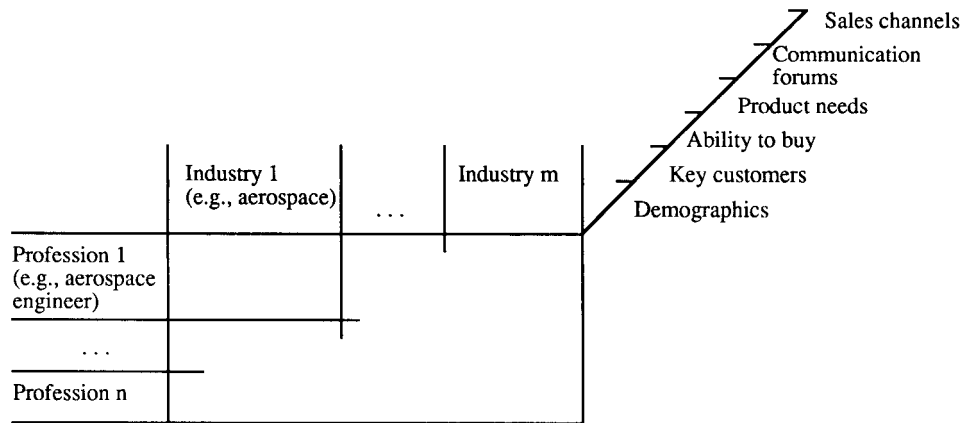 Sales channels
Communication
forums
Product needs
Ability to buy
Key customers
Demographics
Industry 1
(e.g., aerospace)
...
Industry m
Profession 1
(e.g., aerospace
engineer)
...
Profession n